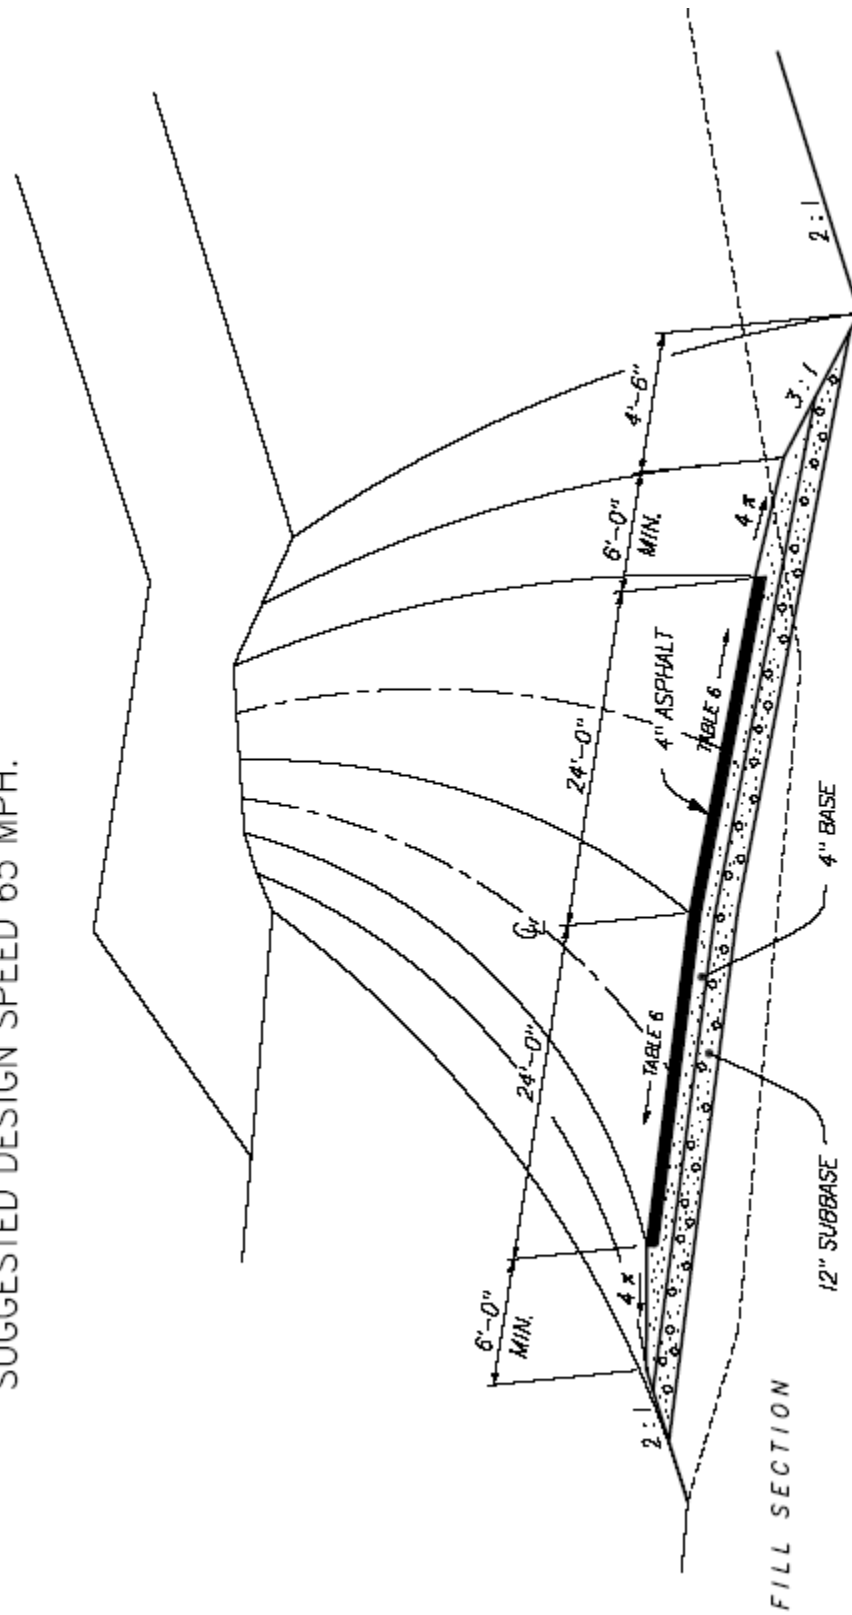 SUGGESTED DESIGN SPEED 65 MPH.
6'-0"
MIN.
24'-0"
℄
24'-0"
6'-0"
MIN.
4'-6"
2:1
4%
TABLE 6
4" ASPHALT
TABLE 6
4%
3:1
2:1
12" SUBBASE
4" BASE
FILL SECTION